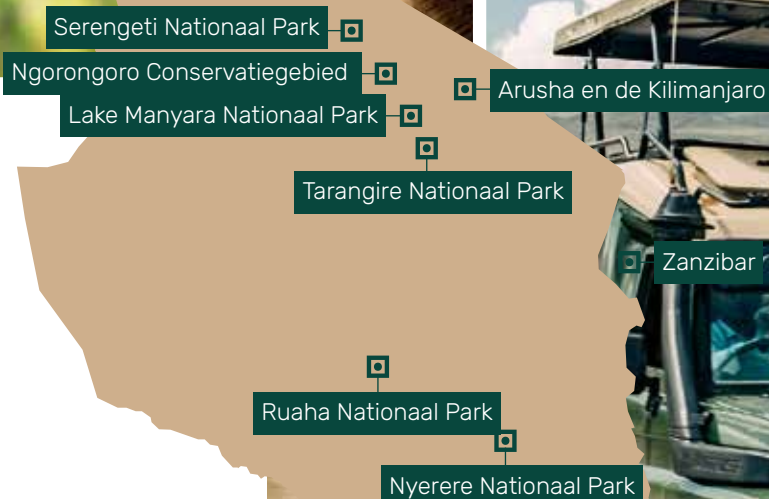 Serengeti Nationaal Park
Ngorongoro Conservatiegebied
Arusha en de Kilimanjaro
Lake Manyara Nationaal Park
Tarangire Nationaal Park
Zanzibar
Ruaha Nationaal Park
Nyerere Nationaal Park